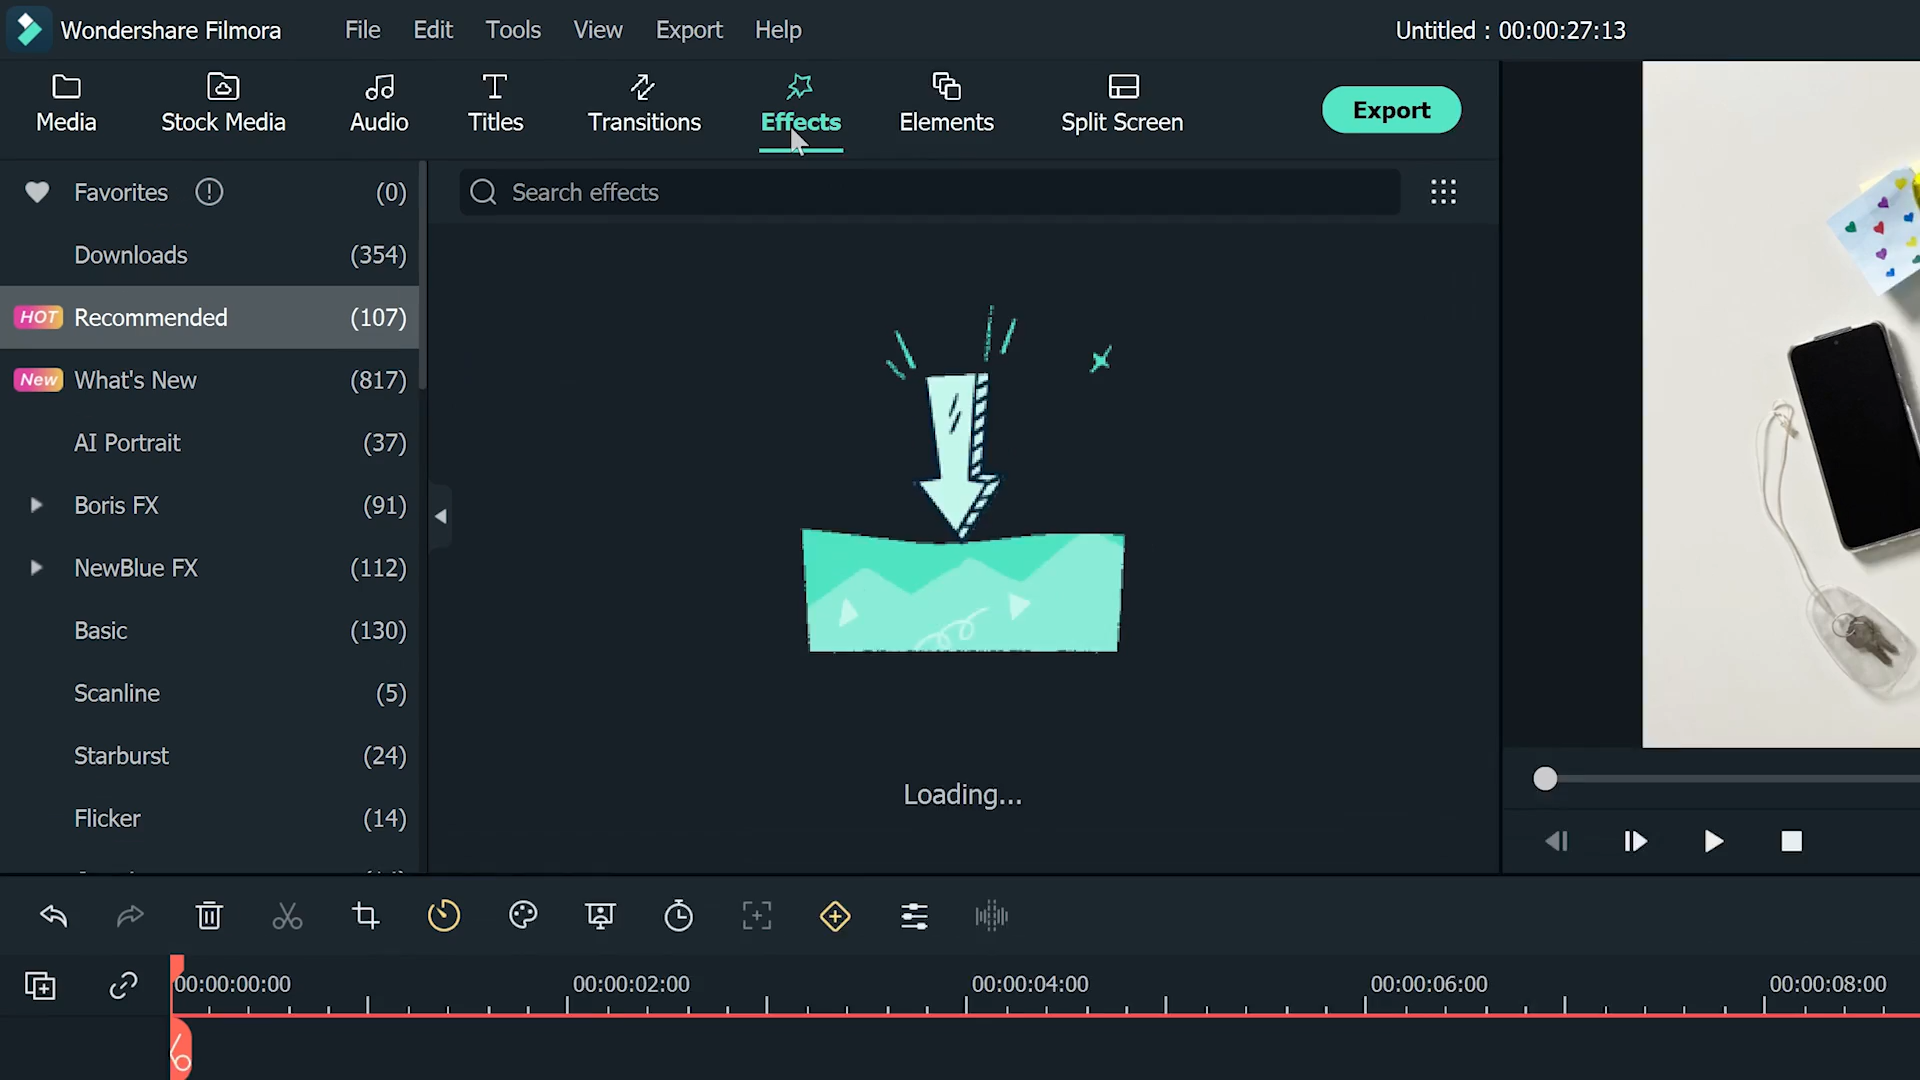 Wondershare Filmora File Edit Tools View Export Help Untitled : 00:00:27:13
Media Stock Media Audio Titles Transitions Effects Elements Split Screen Export
Favorites (0)
Search effects
Downloads (354)
HOT Recommended (107)
New What's New (817)
AI Portrait (37)
Boris FX (91)
NewBlue FX (112)
Basic (130)
Scanline (5)
Starburst (24)
Flicker (14)
Loading...
00:00:00:00 00:00:02:00 00:00:04:00 00:00:06:00 00:00:08:00